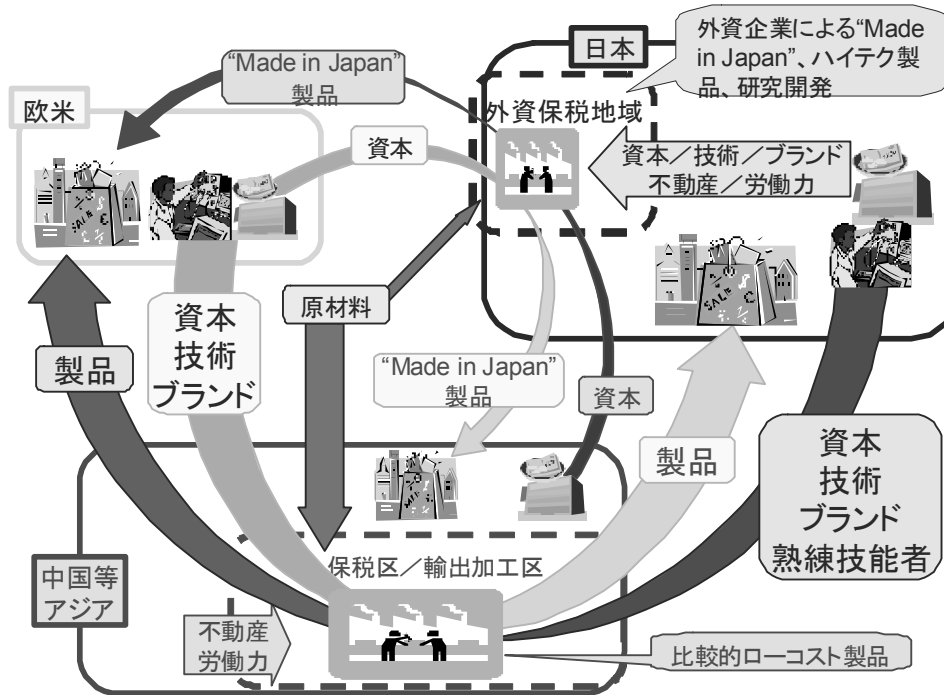 外資企業による“Made
in Japan”、ハイテク製
品、研究開発
日本
“Made in Japan”
製品
欧米
外資保税地域
資本
資本／技術／ブランド
不動産／労働力
SALE
SALE
原材料
資本
技術
ブランド
製品
“Made in Japan”
製品
資本
製品
資本
技術
ブランド
熟練技能者
保税区／輸出加工区
中国等
アジア
不動産
労働力
比較的ローコスト製品